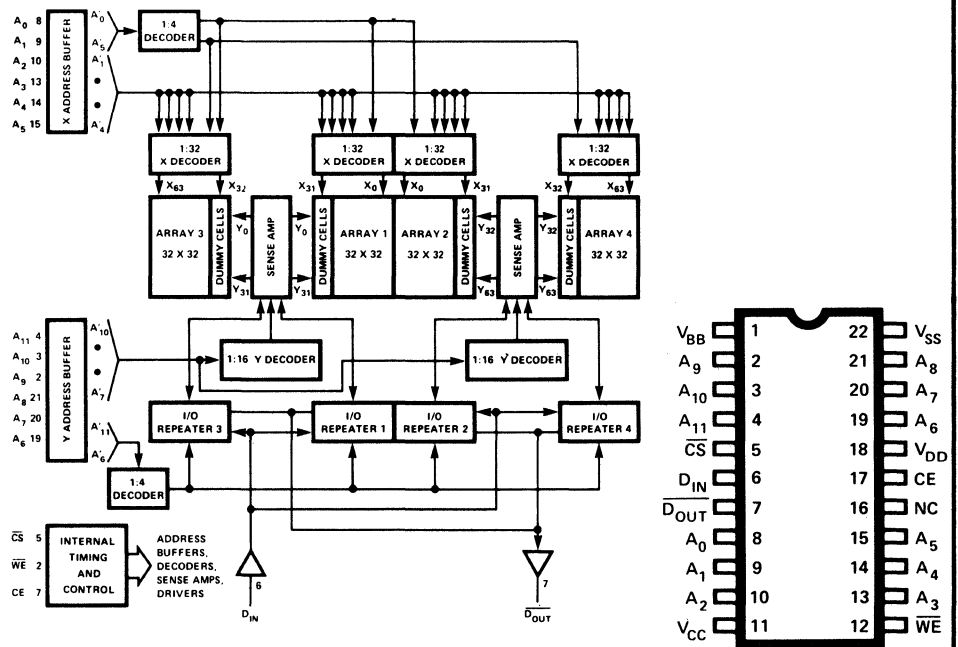 A0 8
A1 9
A2 10
A3 13
A4 14
A5 15
X ADDRESS BUFFER
A'0
A'5
A'1
A'4
1:4
DECODER
1:32
X DECODER
1:32
X DECODER
1:32
X DECODER
1:32
X DECODER
X63 X32 X31 X0 X0 X31 X32 X63
ARRAY 3
32 X 32
DUMMY CELLS
Y0
Y31
SENSE AMP
Y0
Y31
DUMMY CELLS
ARRAY 1
32 X 32
ARRAY 2
32 X 32
DUMMY CELLS
Y32
Y63
SENSE AMP
Y32
Y63
DUMMY CELLS
ARRAY 4
32 X 32
A11 4
A10 3
A9 2
A8 21
A7 20
A6 19
Y ADDRESS BUFFER
A'10
A'7
A'11
A'6
1:16 Y DECODER
1:16 Y DECODER
I/O
REPEATER 3
I/O
REPEATER 1
I/O
REPEATER 2
I/O
REPEATER 4
1:4
DECODER
C̅S̅ 5
W̅E̅ 2
CE 7
INTERNAL
TIMING
AND
CONTROL
ADDRESS
BUFFERS,
DECODERS,
SENSE AMPS,
DRIVERS
6
DIN
7
D̅O̅U̅T̅
VBB 1 22 VSS
A9 2 21 A8
A10 3 20 A7
A11 4 19 A6
C̅S̅ 5 18 VDD
DIN 6 17 CE
D̅O̅U̅T̅ 7 16 NC
A0 8 15 A5
A1 9 14 A4
A2 10 13 A3
VCC 11 12 W̅E̅